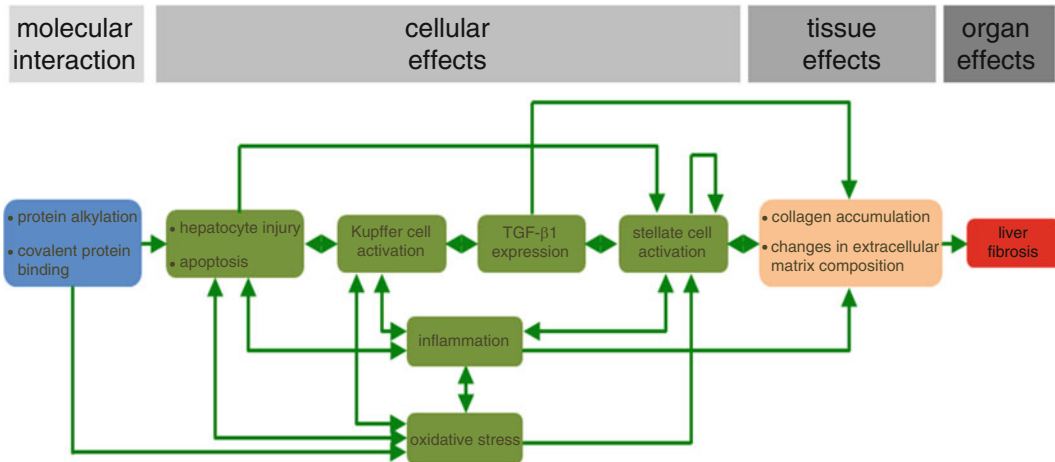 molecular
interaction
cellular
effects
tissue
effects
organ
effects
• protein alkylation
• covalent protein
binding
• hepatocyte injury
• apoptosis
Kupffer cell
activation
TGF-β1
expression
stellate cell
activation
• collagen accumulation
• changes in extracellular
matrix composition
liver
fibrosis
inflammation
oxidative stress